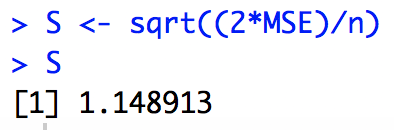 > S <- sqrt((2*MSE)/n)
> S
[1] 1.148913